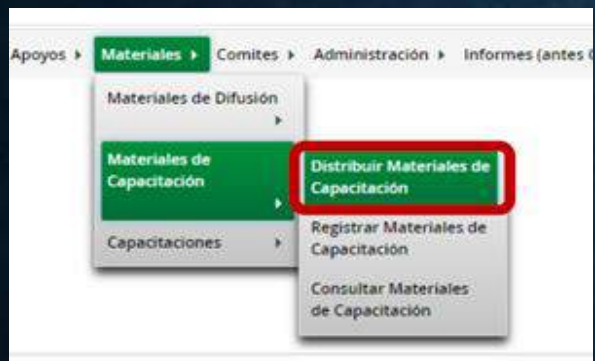 Apoyos Materiales Comites Administración Informes (antes
Materiales de Difusión
Materiales de
Capacitación
Capacitaciones
Distribuir Materiales de
Capacitación
Registrar Materiales de
Capacitación
Consultar Materiales
de Capacitación